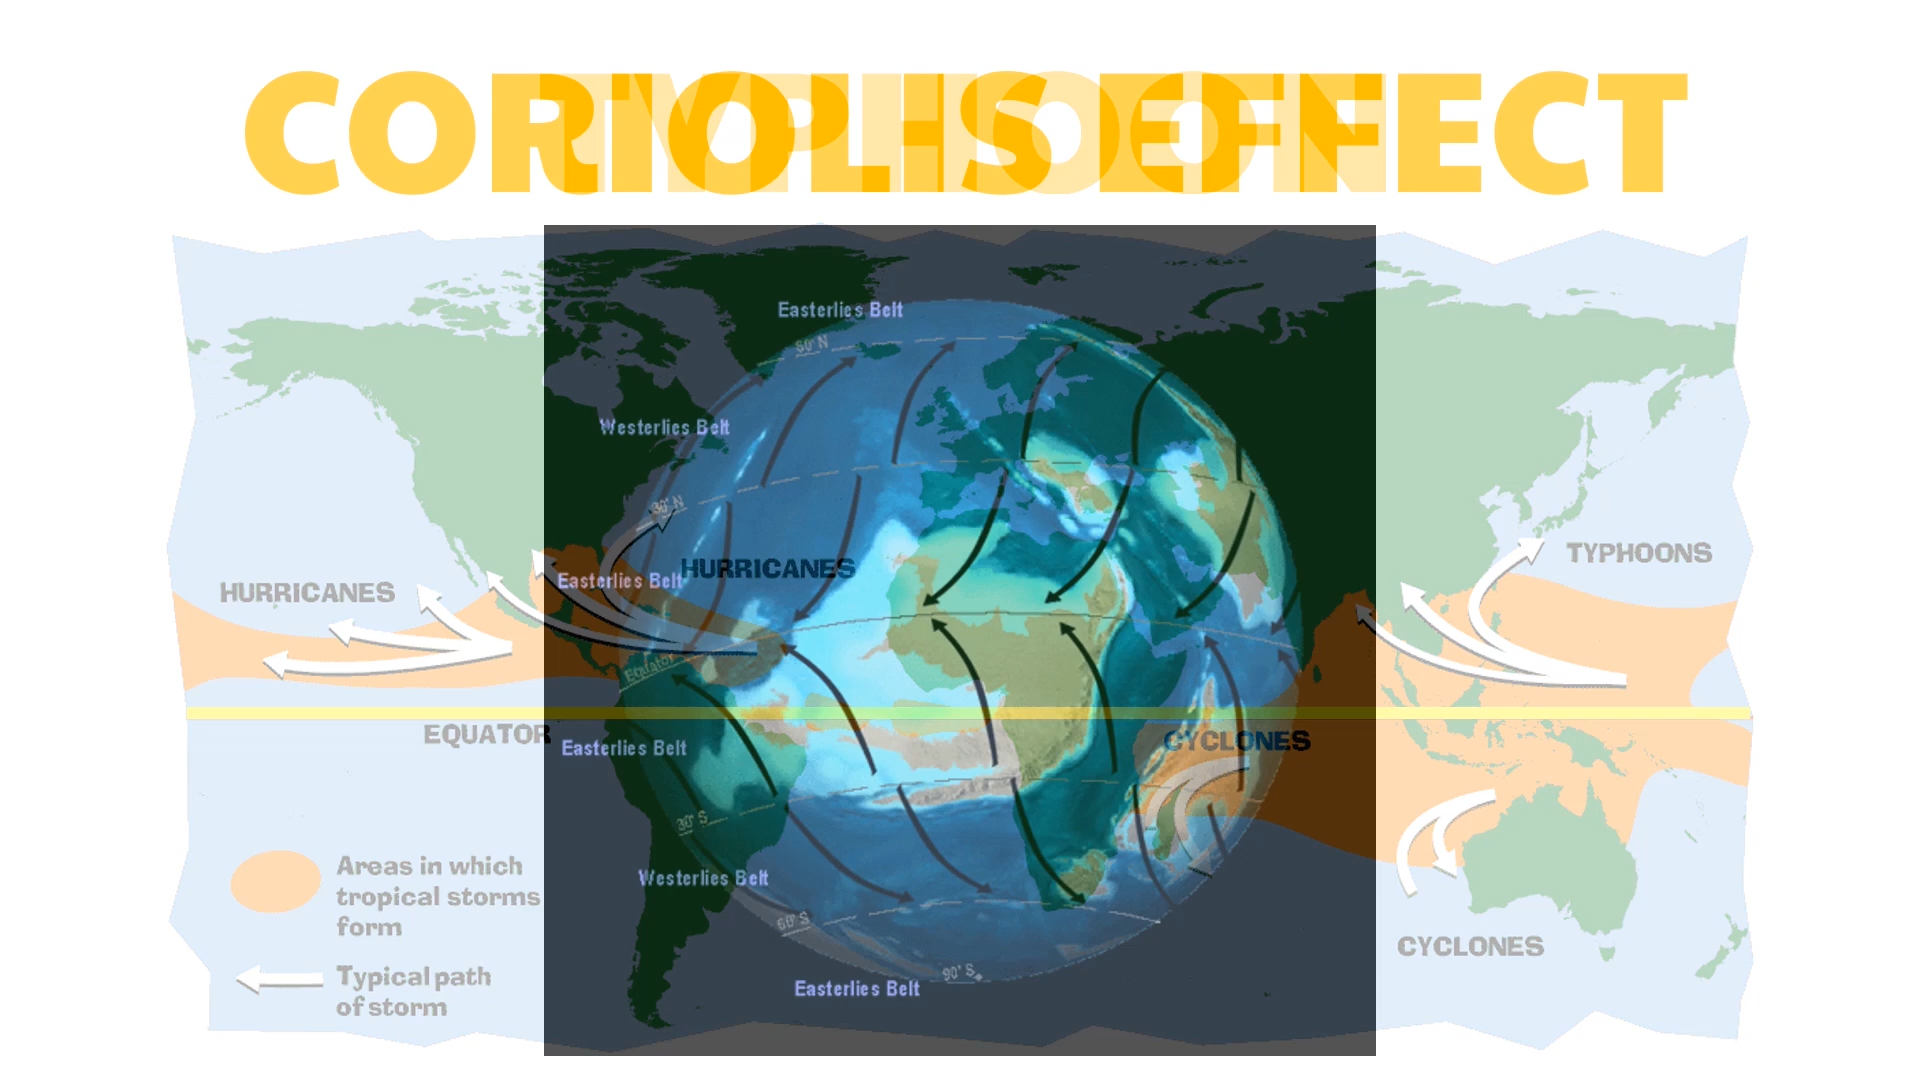 CORIOLIS EFFECT
TYPHOON
Easterlies Belt
60° N
Westerlies Belt
30° N
HURRICANES
TYPHOONS
Easterlies Belt
HURRICANES
Equator
EQUATOR
CYCLONES
Easterlies Belt
30° S
Areas in which
tropical storms
form
Westerlies Belt
60° S
CYCLONES
Typical path
of storm
90° S
Easterlies Belt